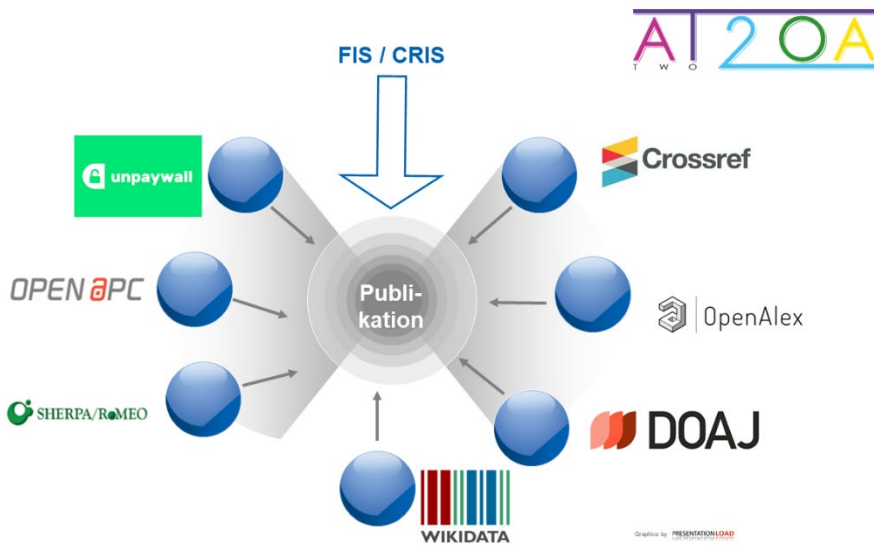 AT2OA
TWO
FIS / CRIS
unpaywall
Crossref
OPEN aPC
Publi-
kation
OpenAlex
SHERPA/RoMEO
DOAJ
WIKIDATA
Graphics by PRESENTATIONLOAD